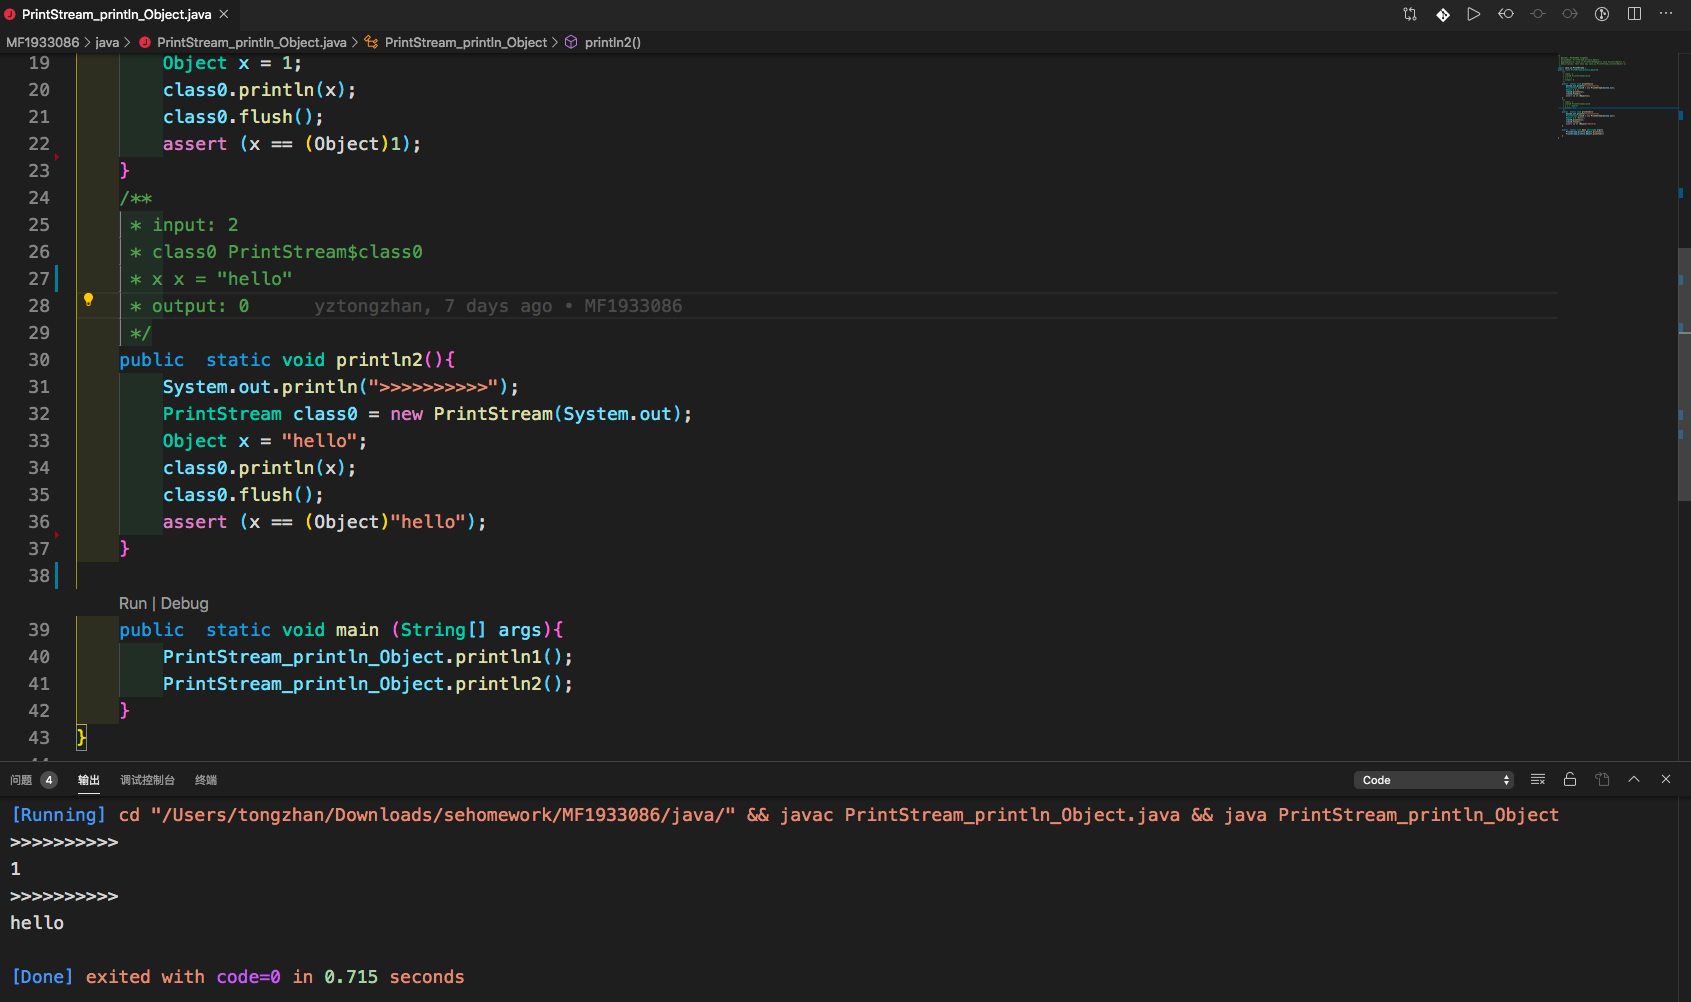 PrintStream_println_Object.java
MF1933086 > java > PrintStream_println_Object.java > PrintStream_println_Object > println2()
19 Object x = 1;
20 class0.println(x);
21 class0.flush();
22 assert (x == (Object)1);
23 }
24 /**
25 * input: 2
26 * class0 PrintStream$class0
27 * x x = "hello"
28 * output: 0 yztongzhan, 7 days ago • MF1933086
29 */
30 public  static void println2(){
31 System.out.println(">>>>>>>>>>");
32 PrintStream class0 = new PrintStream(System.out);
33 Object x = "hello";
34 class0.println(x);
35 class0.flush();
36 assert (x == (Object)"hello");
37 }
38
Run | Debug
39 public  static void main (String[] args){
40 PrintStream_println_Object.println1();
41 PrintStream_println_Object.println2();
42 }
43 }
问题 4 输出 调试控制台 终端 Code
[Running] cd "/Users/tongzhan/Downloads/sehomework/MF1933086/java/" && javac PrintStream_println_Object.java && java PrintStream_println_Object
>>>>>>>>>>
1
>>>>>>>>>>
hello
[Done] exited with code=0 in 0.715 seconds